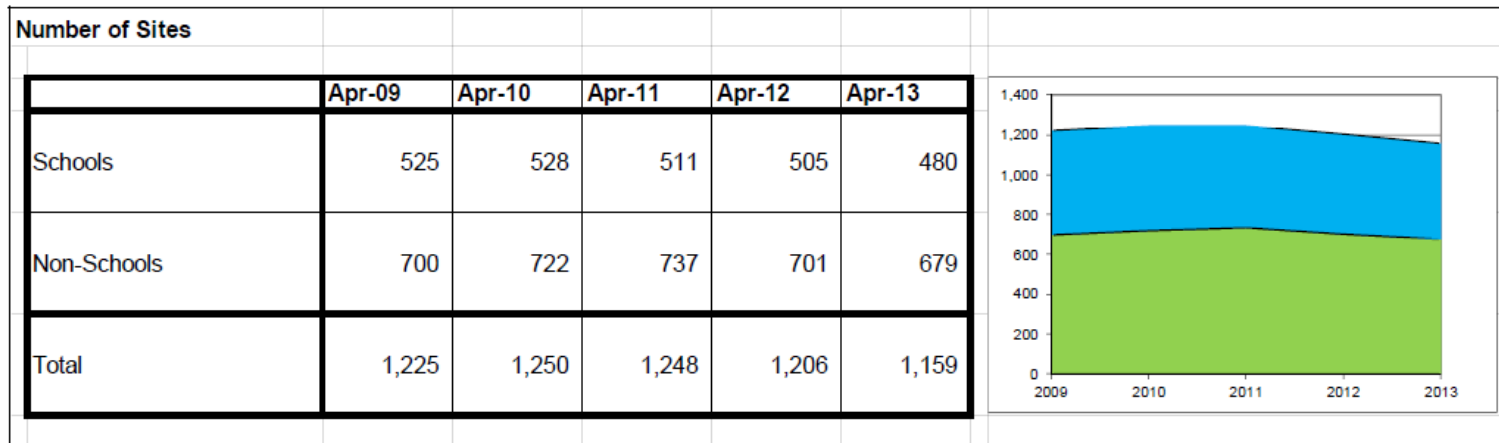 Number of Sites
Apr-09 Apr-10 Apr-11 Apr-12 Apr-13
Schools 525 528 511 505 480
Non-Schools 700 722 737 701 679
Total 1,225 1,250 1,248 1,206 1,159
1,400
1,200
1,000
800
600
400
200
0
2009 2010 2011 2012 2013